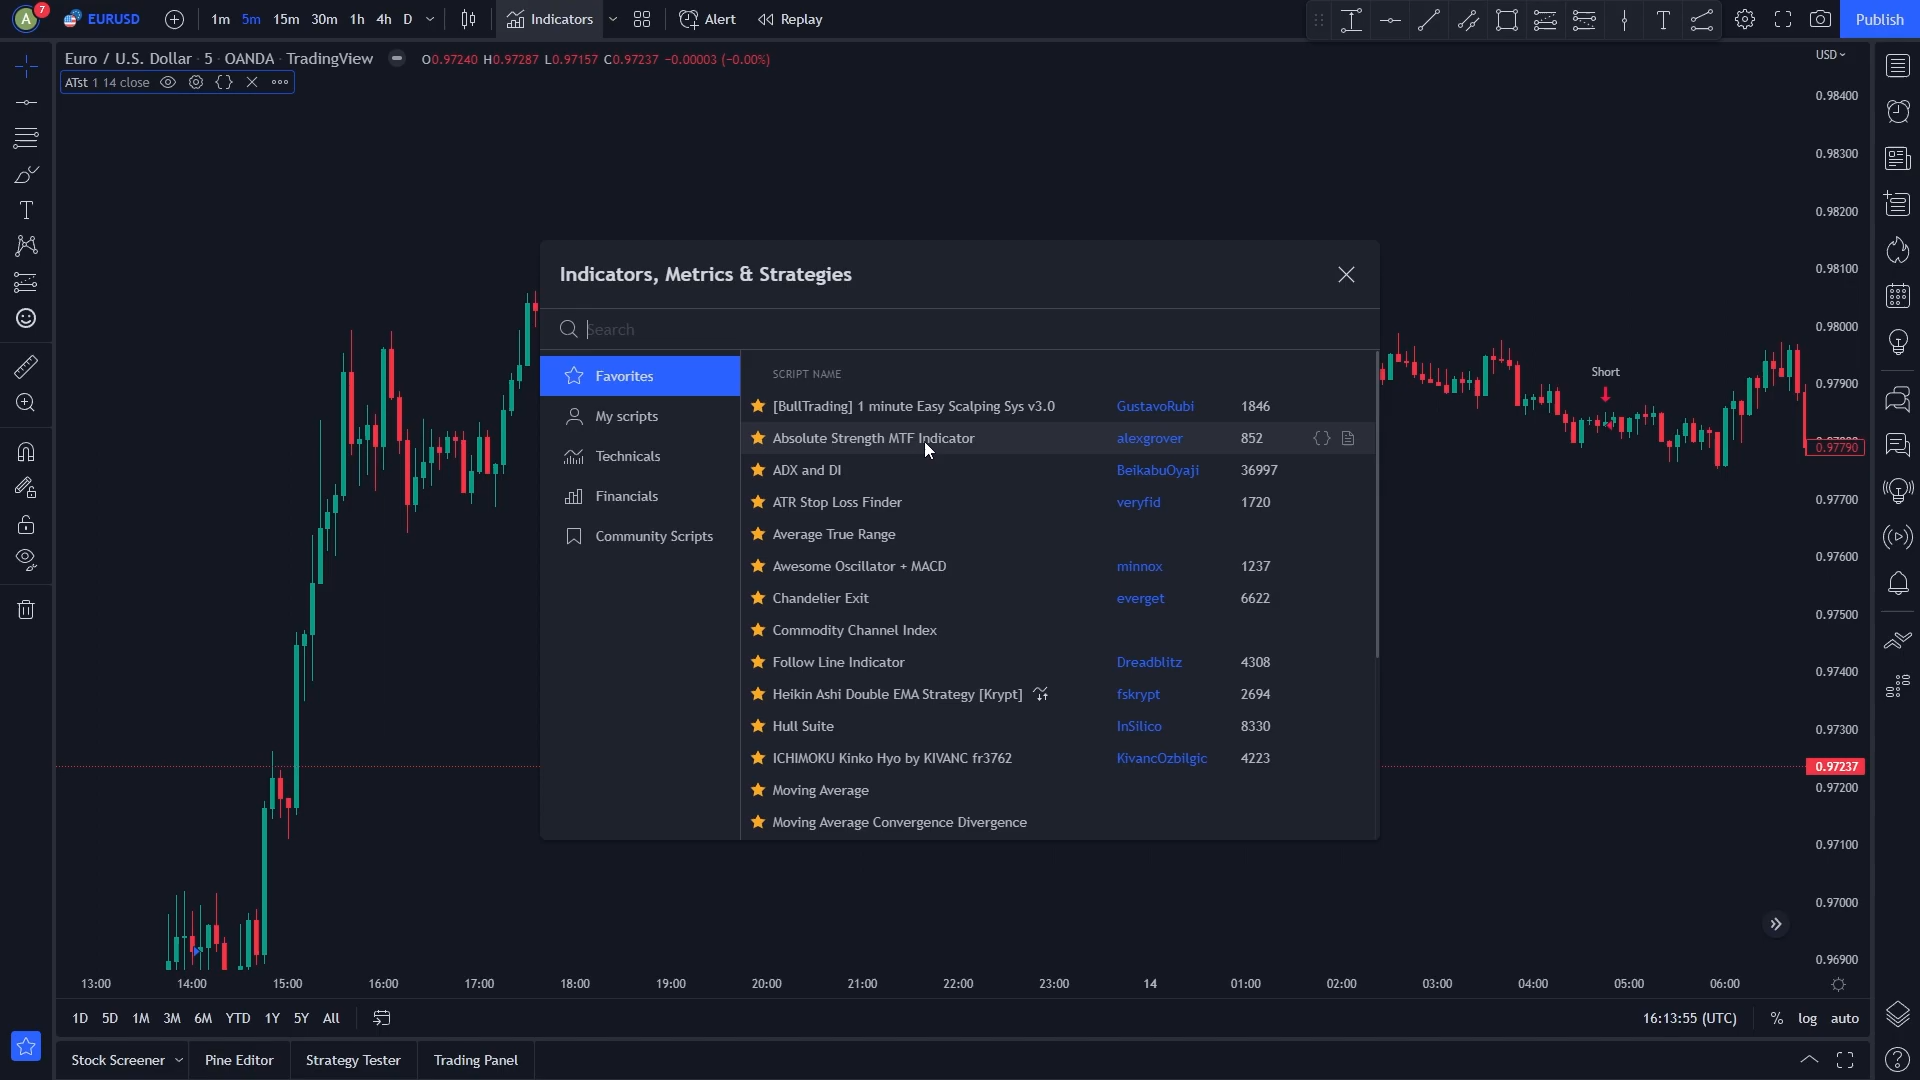 A 7 EURUSD 1m 5m 15m 30m 1h 4h D Indicators Alert Replay T Publish
Euro / U.S. Dollar · 5 · OANDA · TradingView O0.97240 H0.97287 L0.97157 C0.97237 −0.00003 (−0.00%) USD
ATst 1 14 close
0.98400
0.98300
0.98200
0.98100
0.98000
0.97900
0.97790
0.97700
0.97600
0.97500
0.97400
0.97300
0.97237
0.97200
0.97100
0.97000
0.96900
Short
Indicators, Metrics & Strategies
Search
Favorites
My scripts
Technicals
Financials
Community Scripts
SCRIPT NAME
[BullTrading] 1 minute Easy Scalping Sys v3.0 GustavoRubi 1846
Absolute Strength MTF Indicator alexgrover 852
ADX and DI BeikabuOyaji 36997
ATR Stop Loss Finder veryfid 1720
Average True Range
Awesome Oscillator + MACD minnox 1237
Chandelier Exit everget 6622
Commodity Channel Index
Follow Line Indicator Dreadblitz 4308
Heikin Ashi Double EMA Strategy [Krypt] fskrypt 2694
Hull Suite InSilico 8330
ICHIMOKU Kinko Hyo by KIVANC fr3762 KivancOzbilgic 4223
Moving Average
Moving Average Convergence Divergence
13:00 14:00 15:00 16:00 17:00 18:00 19:00 20:00 21:00 22:00 23:00 14 01:00 02:00 03:00 04:00 05:00 06:00
1D 5D 1M 3M 6M YTD 1Y 5Y All 16:13:55 (UTC) % log auto
Stock Screener Pine Editor Strategy Tester Trading Panel